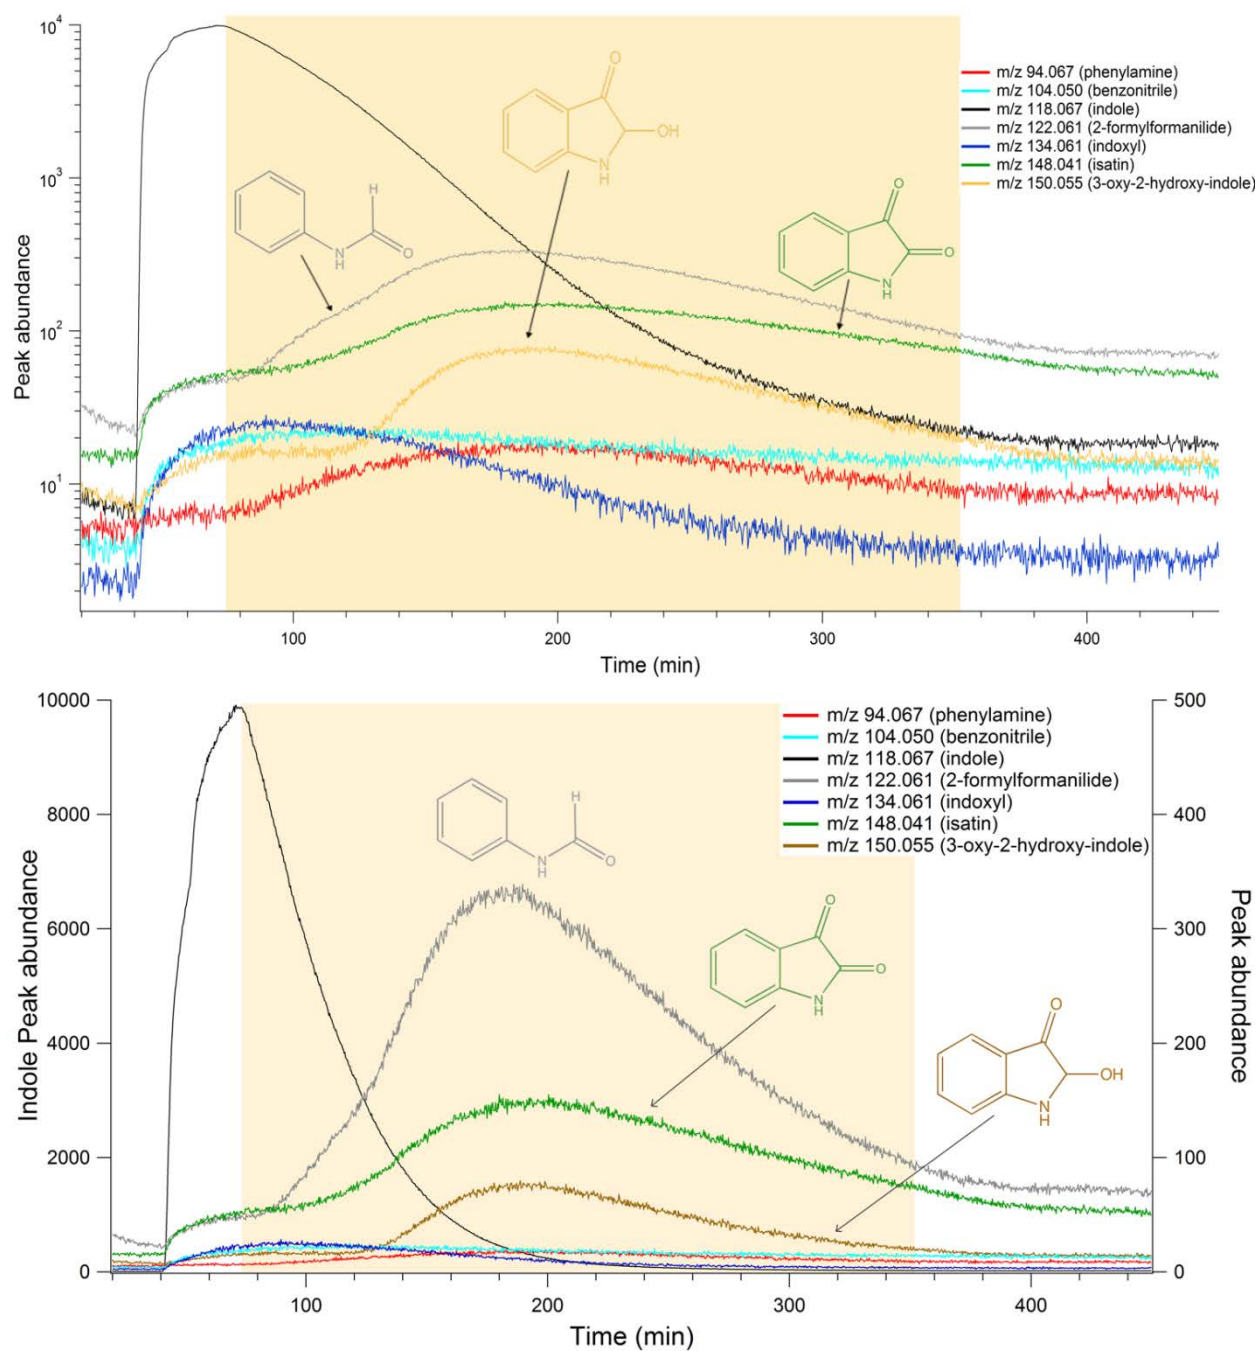 10⁴
10³
10²
10¹
Peak abundance
m/z 94.067 (phenylamine)
m/z 104.050 (benzonitrile)
m/z 118.067 (indole)
m/z 122.061 (2-formylformanilide)
m/z 134.061 (indoxyl)
m/z 148.041 (isatin)
m/z 150.055 (3-oxy-2-hydroxy-indole)
O
OH
N
H
H
N
H
O
O
O
N
H
100 200 300 400
Time (min)
10000
8000
6000
4000
2000
0
Indole Peak abundance
500
400
300
200
100
0
Peak abundance
m/z 94.067 (phenylamine)
m/z 104.050 (benzonitrile)
m/z 118.067 (indole)
m/z 122.061 (2-formylformanilide)
m/z 134.061 (indoxyl)
m/z 148.041 (isatin)
m/z 150.055 (3-oxy-2-hydroxy-indole)
H
N
H
O
O
O
N
H
O
OH
N
H
100 200 300 400
Time (min)